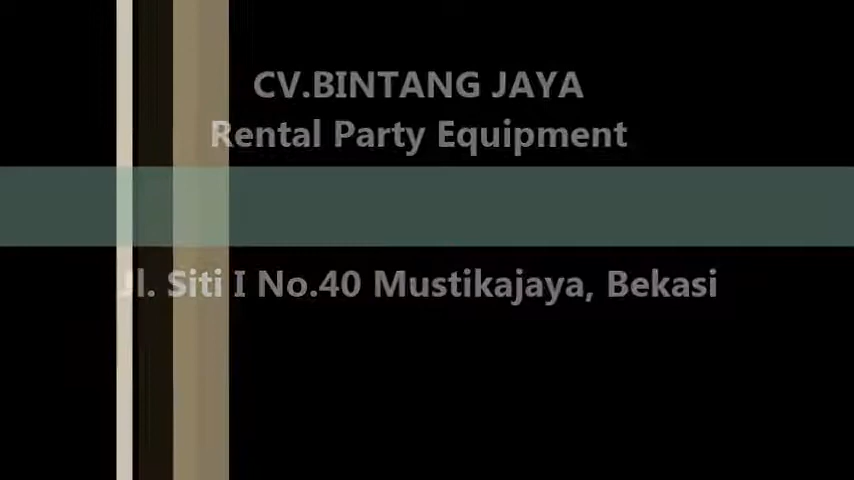 CV.BINTANG JAYA
Rental Party Equipment
Jl. Siti I No.40 Mustikajaya, Bekasi